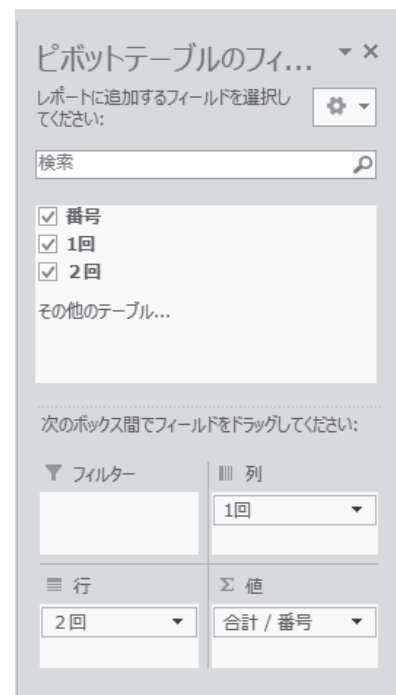 ピボットテーブルのフィ...
レポートに追加するフィールドを選択し
てください:
検索
番号
1回
2回
その他のテーブル...
次のボックス間でフィールドをドラッグしてください:
フィルター
列
1回
行
Σ 値
2回
合計 / 番号